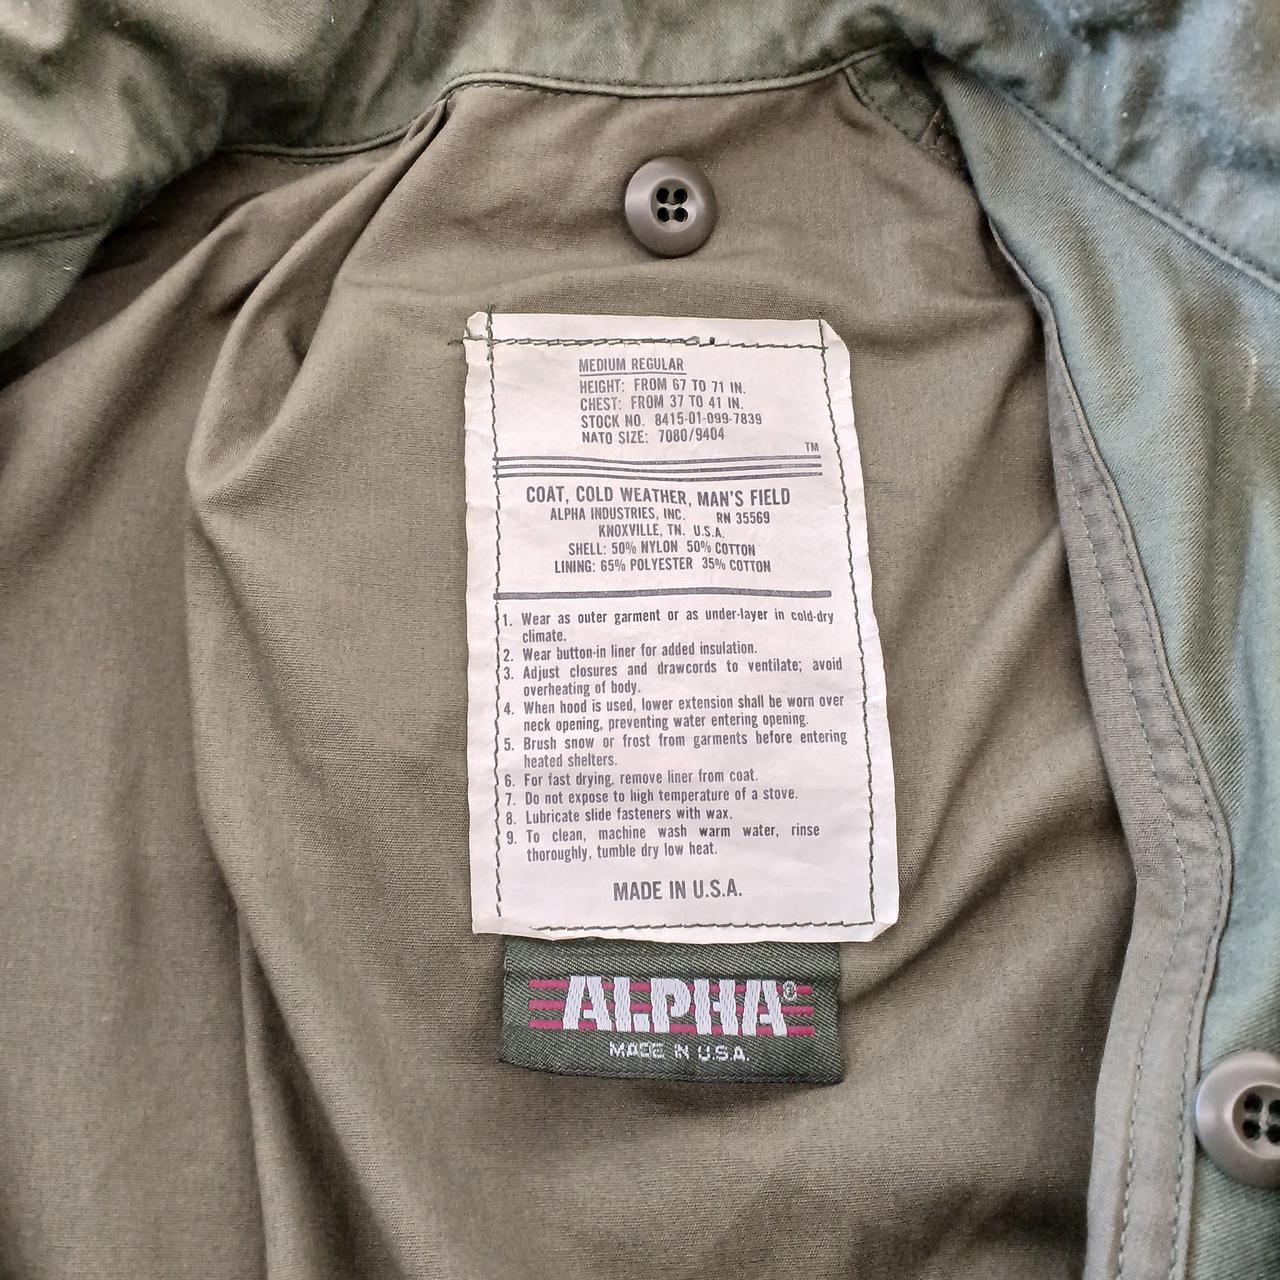 MEDIUM REGULAR
HEIGHT: FROM 67 TO 71 IN.
CHEST: FROM 37 TO 41 IN.
STOCK NO. 8415-01-099-7839
NATO SIZE: 7080/9404
TM
COAT, COLD WEATHER, MAN'S FIELD
ALPHA INDUSTRIES, INC. RN 35569
KNOXVILLE, TN. U.S.A.
SHELL: 50% NYLON 50% COTTON
LINING: 65% POLYESTER 35% COTTON
1. Wear as outer garment or as under-layer in cold-dry
climate.
2. Wear button-in liner for added insulation.
3. Adjust closures and drawcords to ventilate; avoid
overheating of body.
4. When hood is used, lower extension shall be worn over
neck opening, preventing water entering opening.
5. Brush snow or frost from garments before entering
heated shelters.
6. For fast drying, remove liner from coat.
7. Do not expose to high temperature of a stove.
8. Lubricate slide fasteners with wax.
9. To clean, machine wash warm water, rinse
thoroughly, tumble dry low heat.
MADE IN U.S.A.
ALPHA®
MADE IN U.S.A.